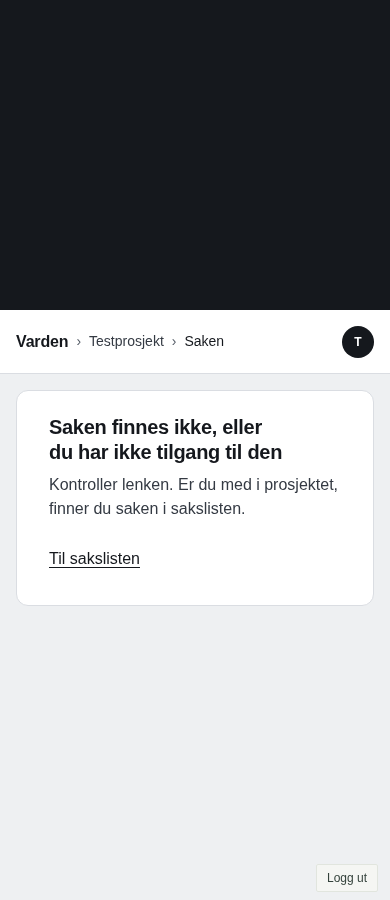 Varden › Testprosjekt › Saken T
Saken finnes ikke, eller
du har ikke tilgang til den
Kontroller lenken. Er du med i prosjektet,
finner du saken i sakslisten.
Til sakslisten
Logg ut